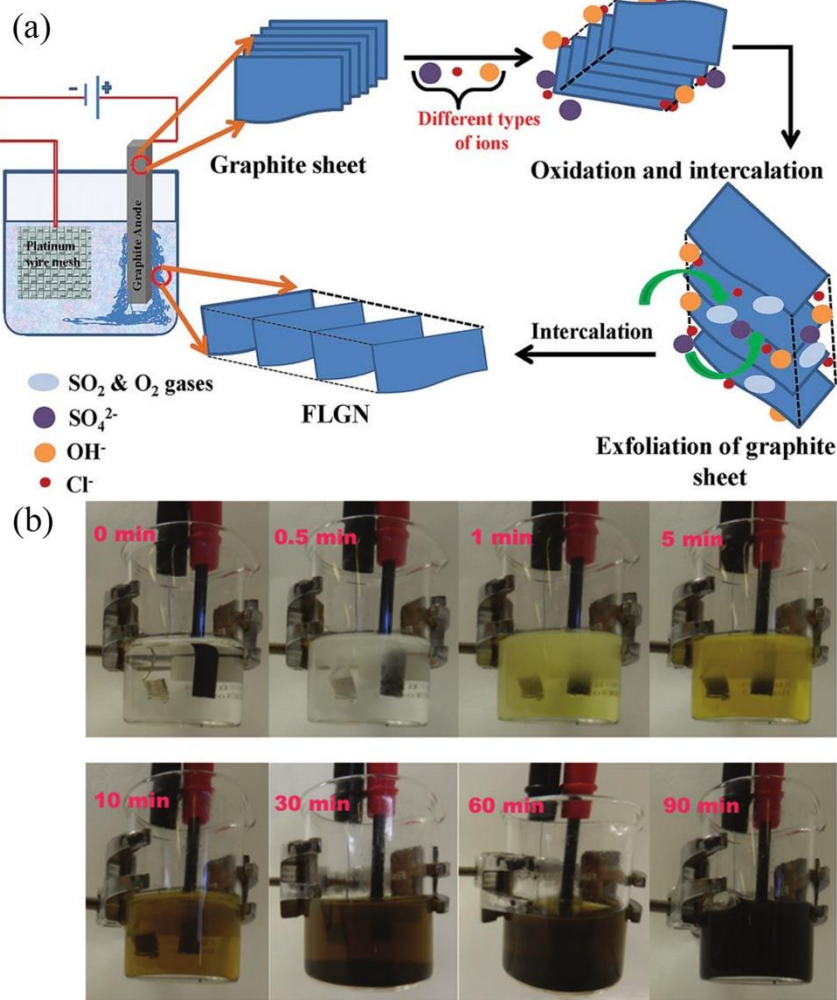 (a)
- +
Graphite sheet
Different types
of ions
Oxidation and intercalation
Platinum
wire mesh
Graphite Anode
Intercalation
SO₂ & O₂ gases
SO₄²⁻
OH⁻
Cl⁻
FLGN
Exfoliation of graphite
sheet
(b)
0 min
0.5 min
1 min
5 min
10 min
30 min
60 min
90 min